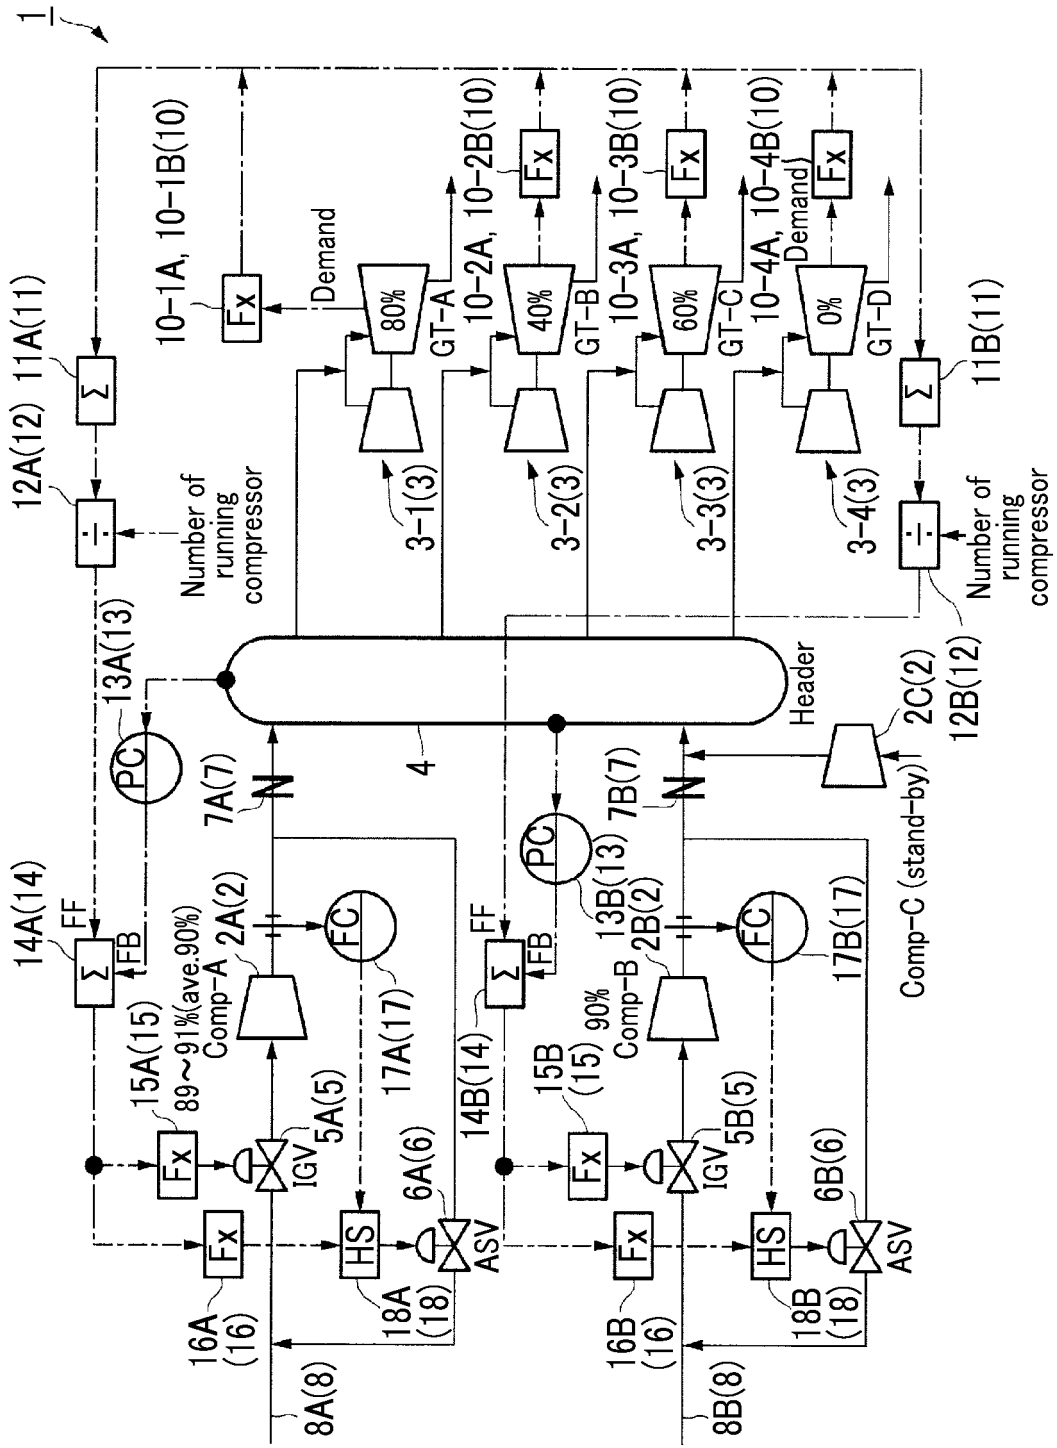 1
10-1A, 10-1B(10)
Fx
Demand
80%
GT-A
10-2A, 10-2B(10)
Fx
40%
GT-B
10-3A, 10-3B(10)
Fx
60%
GT-C
10-4A, 10-4B(10)
Demand
Fx
0%
GT-D
11A(11)
Σ
12A(12)
÷
Number of
running
compressor
3-1(3)
3-2(3)
3-3(3)
3-4(3)
11B(11)
Σ
÷
Number of
running
compressor
12B(12)
13A(13)
PC
4
Header
2C(2)
Comp-C (stand-by)
7A(7)
N
7B(7)
N
PC
13B(13)
14A(14)
FF
Σ
FB
15A(15)
Fx
89~91%(ave.90%)
Comp-A
2A(2)
FC
17A(17)
FF
Σ
FB
14B(14)
15B
(15)
Fx
90%
Comp-B
2B(2)
FC
17B(17)
5A(5)
IGV
16A
(16)
Fx
HS
18A
(18)
6A(6)
ASV
8A(8)
5B(5)
IGV
16B
(16)
Fx
HS
18B
(18)
6B(6)
ASV
8B(8)